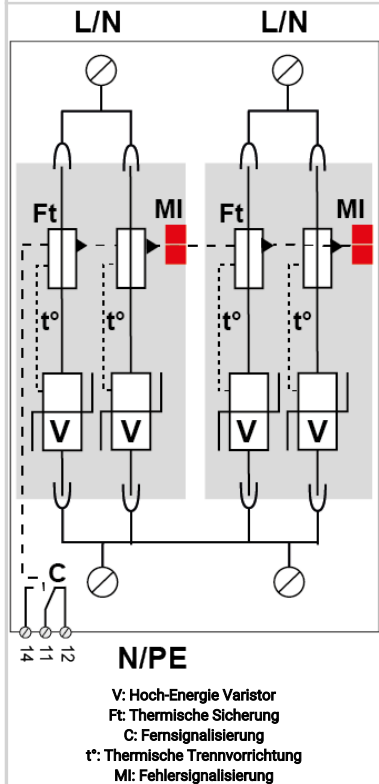 L/N L/N
Ft MI Ft MI
t° t° t° t°
V V V V
C
14 11 12
N/PE
V: Hoch-Energie Varistor
Ft: Thermische Sicherung
C: Fernsignalisierung
t°: Thermische Trennvorrichtung
MI: Fehlersignalisierung